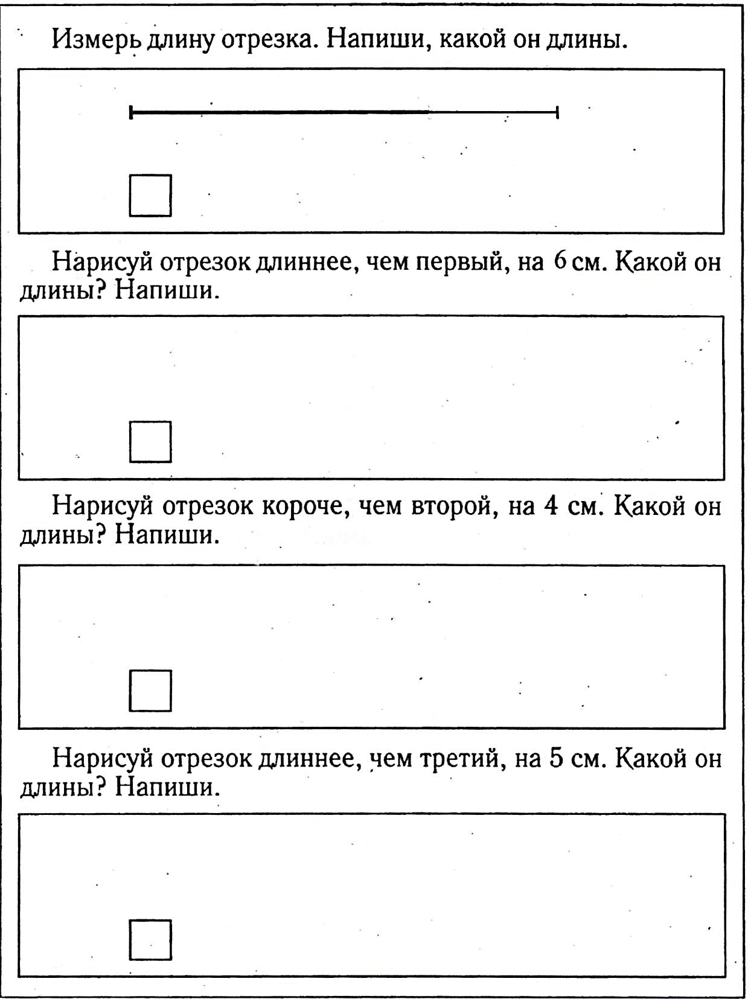 Измерь длину отрезка. Напиши, какой он длины.
Нарисуй отрезок длиннее, чем первый, на 6 см. Какой он
длины? Напиши.
Нарисуй отрезок короче, чем второй, на 4 см. Какой он
длины? Напиши.
Нарисуй отрезок длиннее, чем третий, на 5 см. Какой он
длины? Напиши.